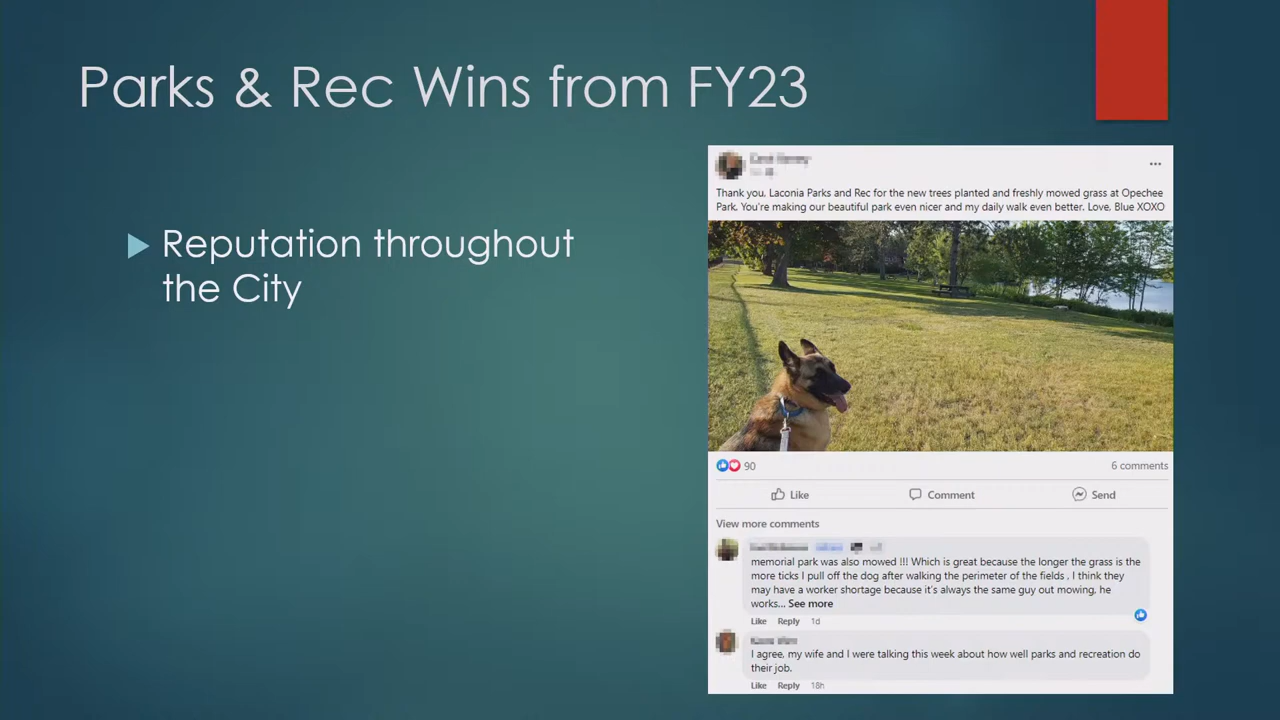 Parks & Rec Wins from FY23
Reputation throughout
the City
Thank you, Laconia Parks and Rec for the new trees planted and freshly mowed grass at Opechee
Park. You're making our beautiful park even nicer and my daily walk even better. Love, Blue XOXO
90
6 comments
Like
Comment
Send
View more comments
memorial park was also mowed !!! Which is great because the longer the grass is the
more ticks I pull off the dog after walking the perimeter of the fields , I think they
may have a worker shortage because it's always the same guy out mowing, he
works... See more
Like Reply 1d
I agree, my wife and I were talking this week about how well parks and recreation do
their job.
Like Reply 18h